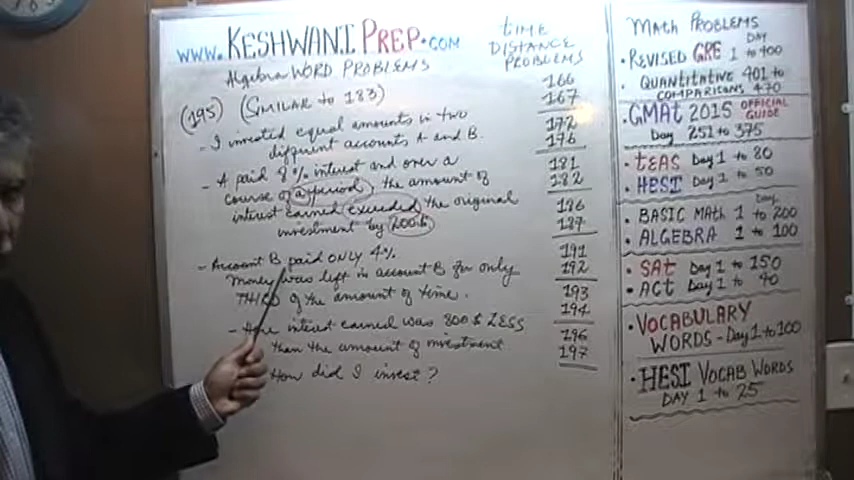 www.KESHWANI PREP.COM
Algebra WORD PROBLEMS
(195) (SIMILAR to 183)
- I invested equal amounts in two
different accounts A and B.
- A paid 8% interest and over a
course of a period the amount of
interest earned exceeded the original
investment by 200$
- Account B paid ONLY 4%
Money was left in account B for only
THIRD of the amount of time.
- interest earned was 800$ LESS
than the amount of investment
How did I invest?
tiME
DISTANCE
PROBLEMS
166
167
172
176
181
182
186
187
191
192
193
194
196
197
MATH PROBLEMS
DAY
• REVISED GRE 1 to 400
• QUANTITATIVE 401 to
COMPARISONS 470
• GMAt 2015 OFFICIAL
GUIDE
Day 251 to 375
• tEAS Day 1 to 80
• HESI Day 1 to 50
Day
• BASIC MAth 1 to 200
• ALGEBRA 1 to 100
• SAt Day 1 to 150
• ACt Day 1 to 40
• VOCABULARY
WORDS - Day 1 to 100
• HESI VOCAB WORDS
DAY 1 to 25